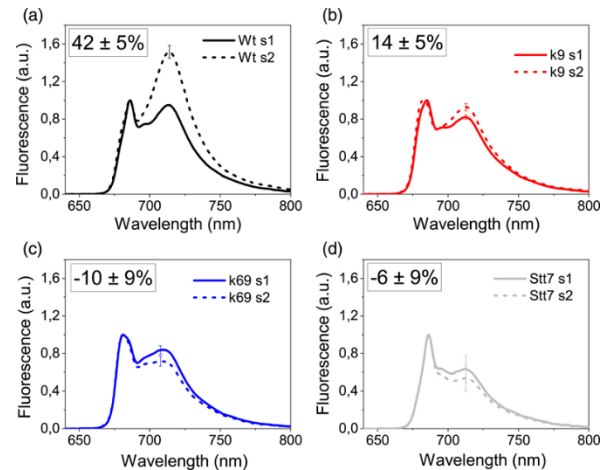 (a)
42 ± 5%
Wt s1
Wt s2
Fluorescence (a.u.)
1,6
1,2
0,8
0,4
0,0
650 700 750 800
Wavelength (nm)
(b)
14 ± 5%
k9 s1
k9 s2
Fluorescence (a.u.)
1,6
1,2
0,8
0,4
0,0
650 700 750 800
Wavelength (nm)
(c)
-10 ± 9%
k69 s1
k69 s2
Fluorescence (a.u.)
1,6
1,2
0,8
0,4
0,0
650 700 750 800
Wavelength (nm)
(d)
-6 ± 9%
Stt7 s1
Stt7 s2
Fluorescence (a.u.)
1,6
1,2
0,8
0,4
0,0
650 700 750 800
Wavelength (nm)